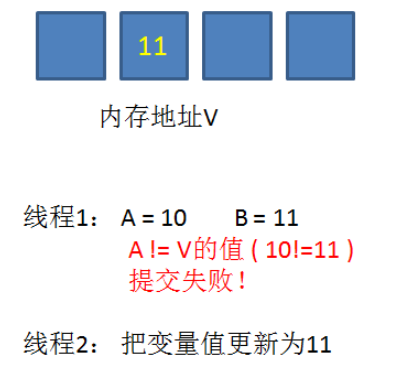 11
内存地址V
线程1： A = 10 B = 11
A != V的值 ( 10!=11 )
提交失败！
线程2： 把变量值更新为11